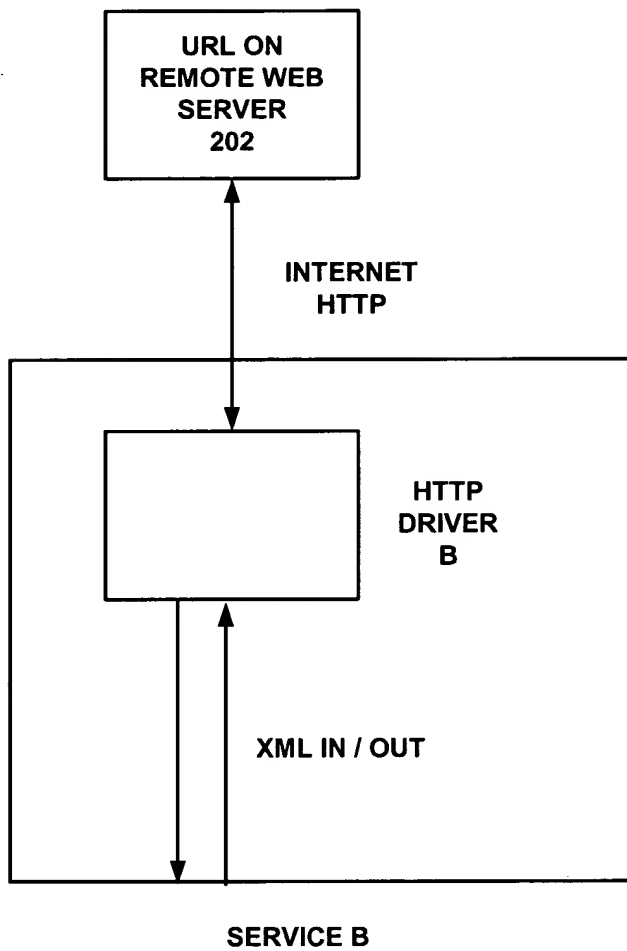 URL ON
REMOTE WEB
SERVER
202
INTERNET
HTTP
HTTP
DRIVER
B
XML IN / OUT
SERVICE B